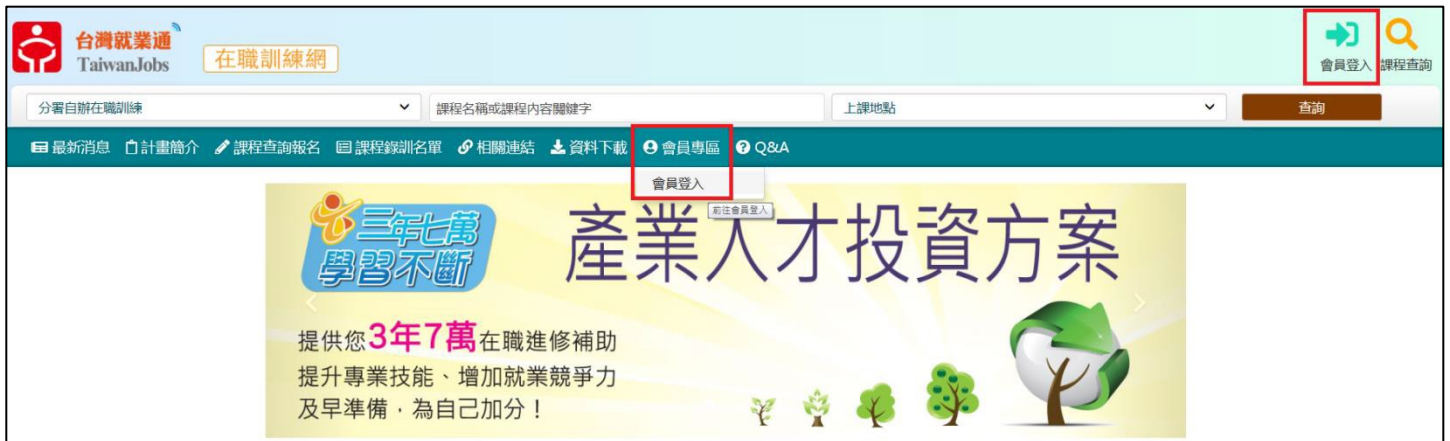 台灣就業通
TaiwanJobs
在職訓練網
會員登入
課程查詢
分署自辦在職訓練
課程名稱或課程內容關鍵字
上課地點
查詢
最新消息 計畫簡介 課程查詢報名 課程錄訓名單 相關連結 資料下載 會員專區 Q&A
會員登入
前往會員登入
三年七萬
學習不斷
產業人才投資方案
提供您3年7萬在職進修補助
提升專業技能、增加就業競爭力
及早準備,為自己加分!